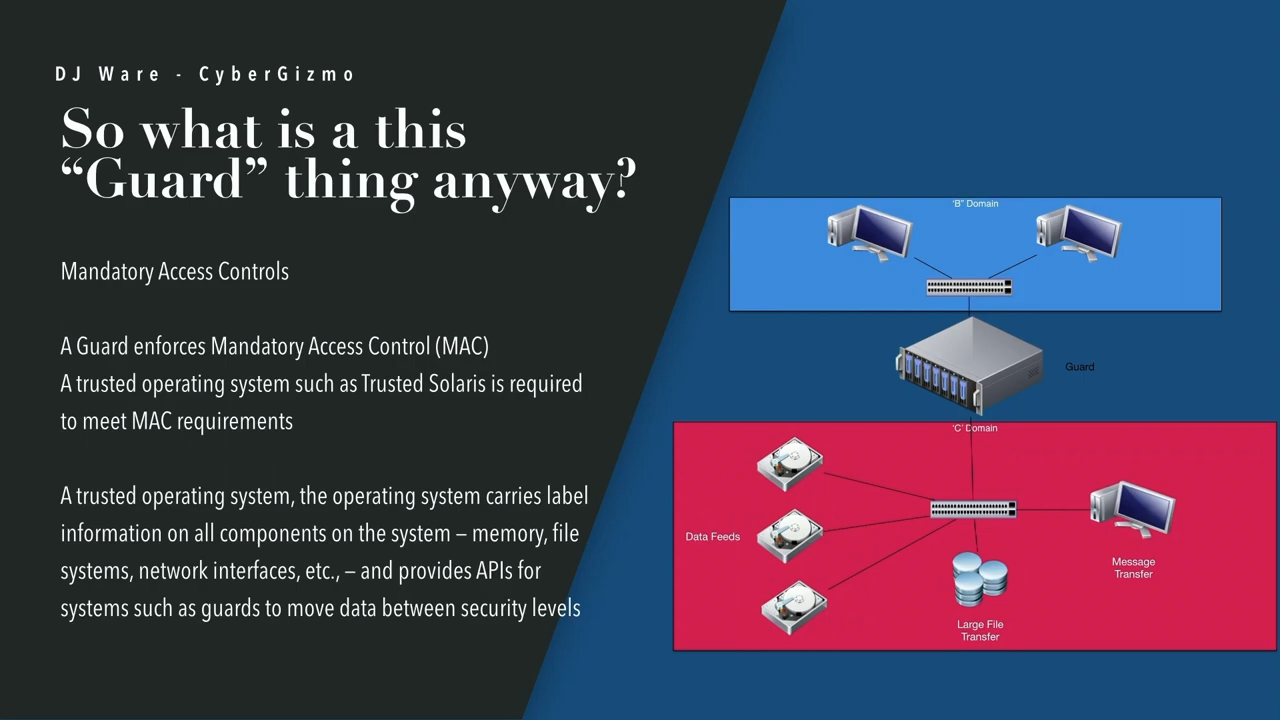 DJ Ware - CyberGizmo
So what is a this
“Guard” thing anyway?
Mandatory Access Controls
A Guard enforces Mandatory Access Control (MAC)
A trusted operating system such as Trusted Solaris is required
to meet MAC requirements
A trusted operating system, the operating system carries label
information on all components on the system – memory, file
systems, network interfaces, etc., – and provides APIs for
systems such as guards to move data between security levels
‘B” Domain
Guard
‘C’ Domain
Data Feeds
Message
Transfer
Large File
Transfer